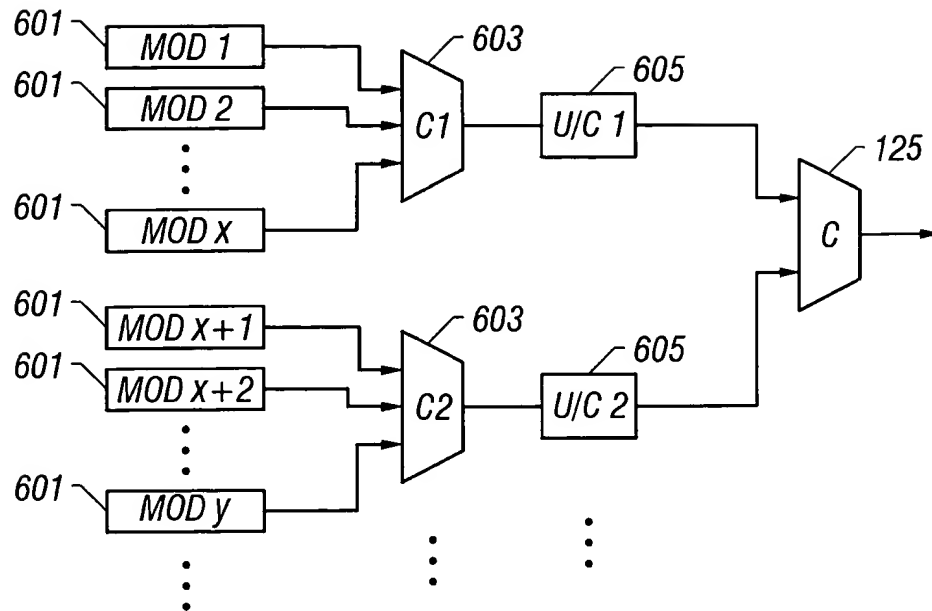 601
MOD 1
603
601
MOD 2
C1
605
U/C 1
125
601
MOD x
C
601
MOD x+1
603
601
MOD x+2
C2
605
U/C 2
601
MOD y